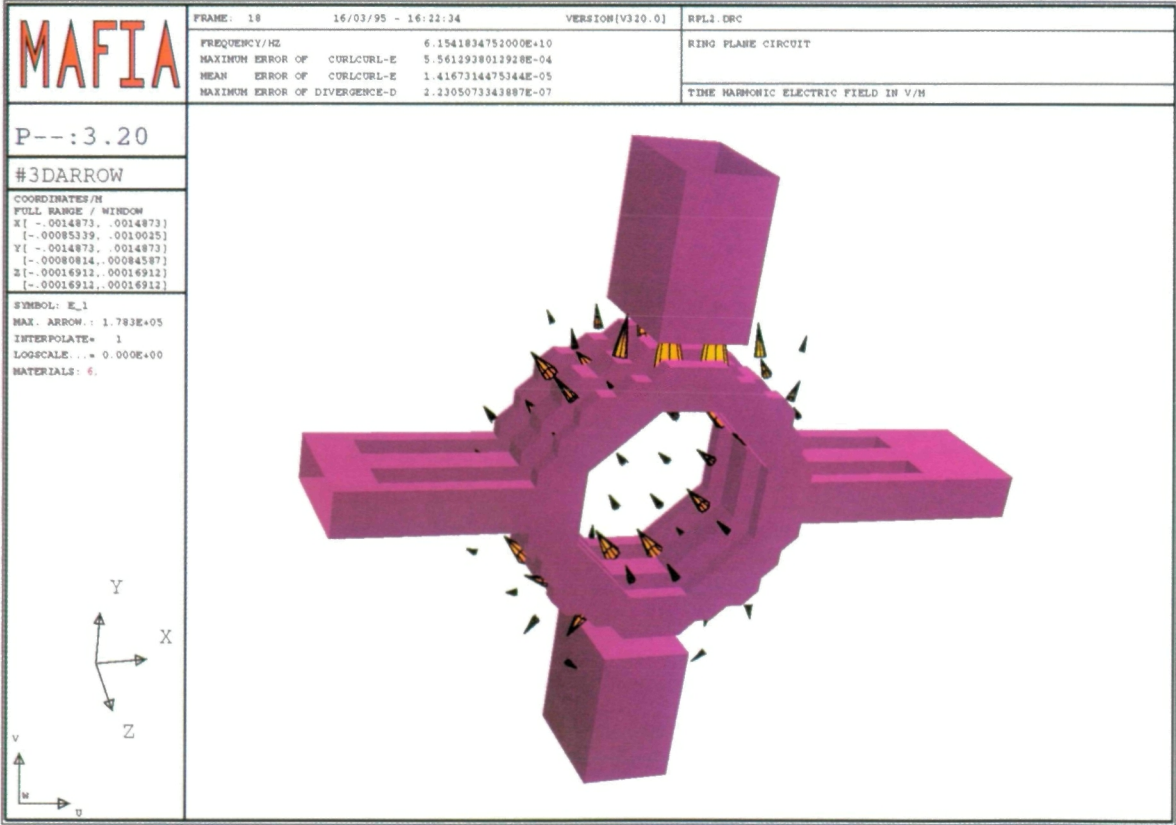 MAFIA
FRAME: 18 16/03/95 - 16:22:34 VERSION[V320.0] RPL2.DRC
FREQUENCY/HZ 6.1541834752000E+10
MAXIMUM ERROR OF CURLCURL-E 5.5612938012928E-04
MEAN ERROR OF CURLCURL-E 1.4167314475344E-05
MAXIMUM ERROR OF DIVERGENCE-D 2.2305073343887E-07
RING PLANE CIRCUIT
TIME HARMONIC ELECTRIC FIELD IN V/M
P--:3.20
#3DARROW
COORDINATES/M
FULL RANGE / WINDOW
X[ -.0014873, .0014873]
[-.00085339, .0010025]
Y[ -.0014873, .0014873]
[-.00080814,.00084587]
Z[-.00016912,.00016912]
[-.00016912,.00016912]
SYMBOL: E_1
MAX. ARROW.: 1.783E+05
INTERPOLATE= 1
LOGSCALE...= 0.000E+00
MATERIALS: 6.
Y
X
Z
V
W
U